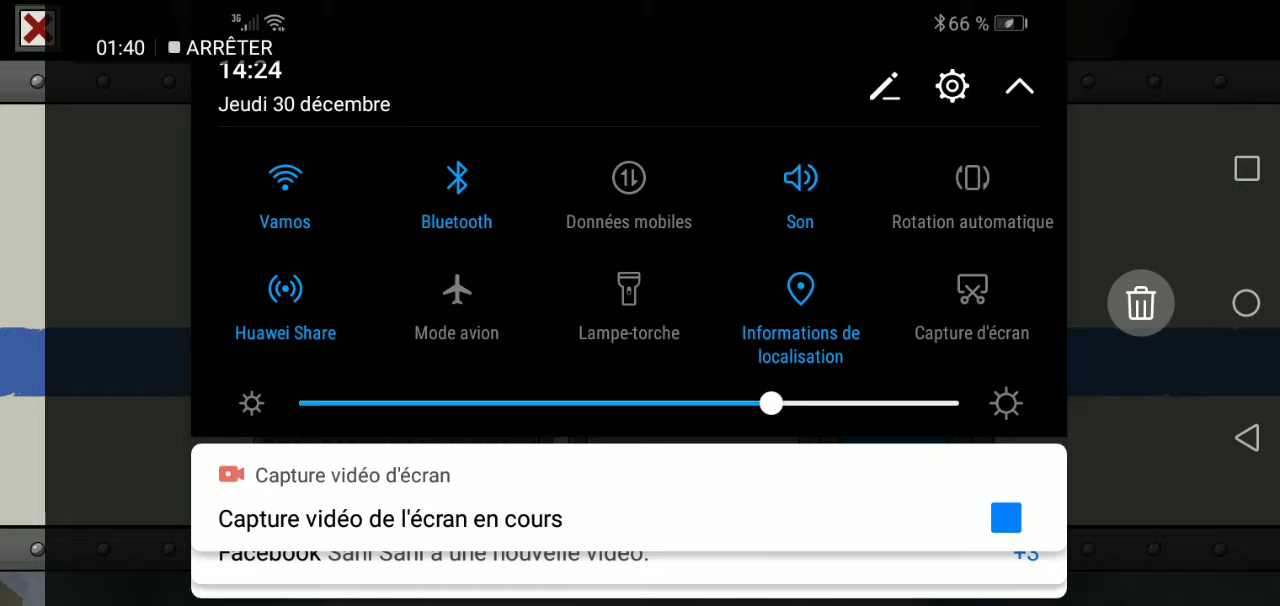 3G
66 %
01:40 ARRÊTER
14:24
Jeudi 30 décembre
Vamos
Bluetooth
Données mobiles
Son
Rotation automatique
Huawei Share
Mode avion
Lampe-torche
Informations de
localisation
Capture d'écran
Capture vidéo d'écran
Capture vidéo de l'écran en cours
Facebook Sani Sani a une nouvelle vidéo. +3